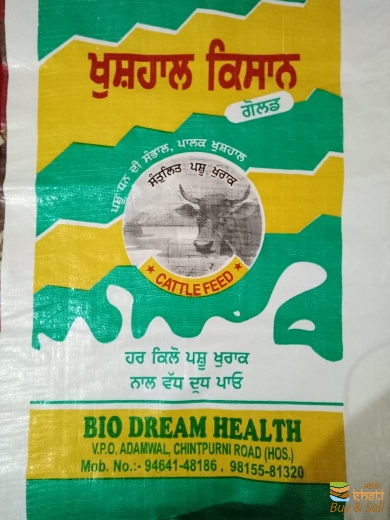 ਖੁਸ਼ਹਾਲ ਕਿਸਾਨ
ਗੋਲਡ
ਪਸ਼ੂ ਧਨ ਦੀ ਸੰਭਾਲ, ਪਾਲਕ ਖੁਸ਼ਹਾਲ
ਸੰਤੁਲਿਤ ਪਸ਼ੂ ਖੁਰਾਕ
★ CATTLE FEED ★
ਹਰ ਕਿਲੋ ਪਸ਼ੂ ਖੁਰਾਕ
ਨਾਲ ਵੱਧ ਦੁਧ ਪਾਓ
BIO DREAM HEALTH
V.P.O. ADAMWAL, CHINTPURNI ROAD (HOS.)
Mob. No.:- 94641-48186 , 98155-81320
kheti
Buy & Sell